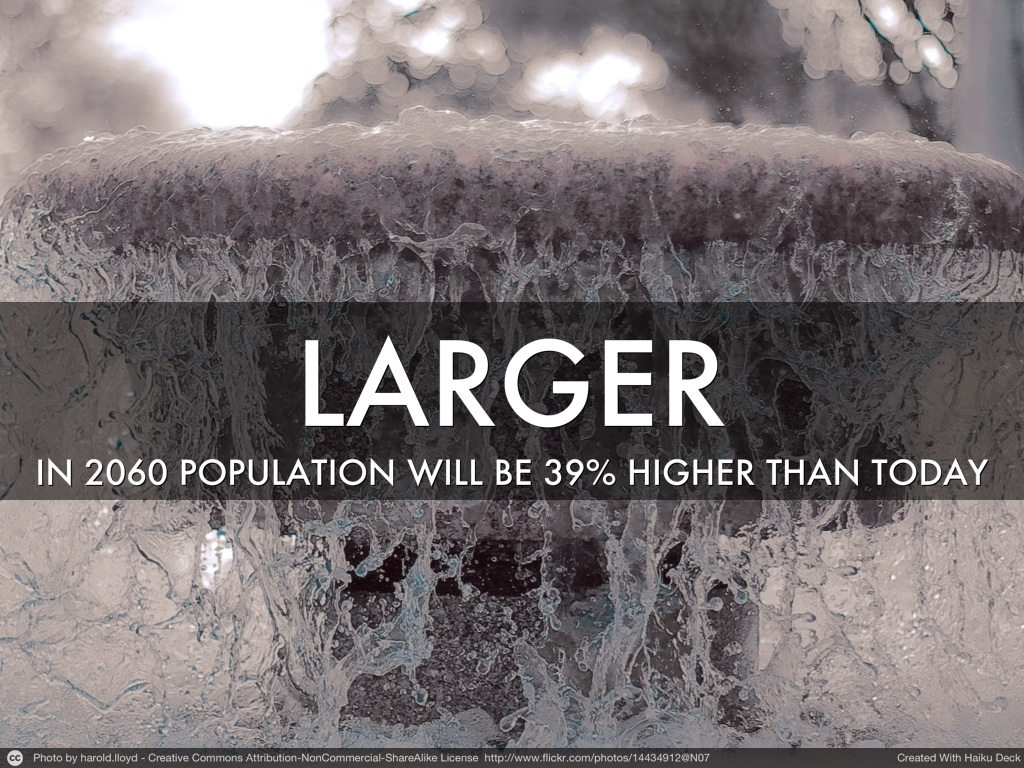 LARGER
IN 2060 POPULATION WILL BE 39% HIGHER THAN TODAY
cc Photo by harold.lloyd - Creative Commons Attribution-NonCommercial-ShareAlike License http://www.flickr.com/photos/14434912@N07 Created With Haiku Deck